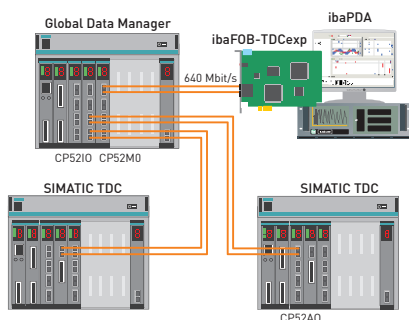 Global Data Manager
ibaPDA
ibaFOB-TDCexp
640 Mbit/s
CP52IO CP52M0
SIMATIC TDC
SIMATIC TDC
CP52A0